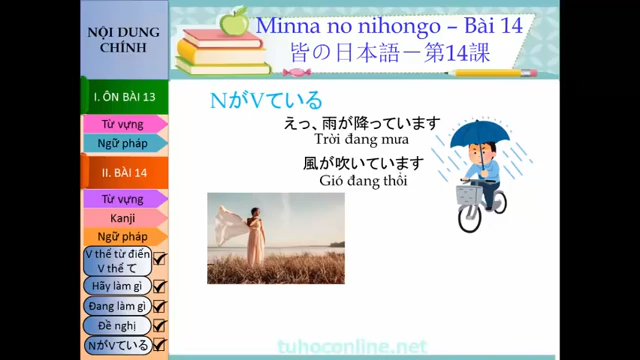 NỘI DUNG
CHÍNH
I. ÔN BÀI 13
Từ vựng
Ngữ pháp
II. BÀI 14
Từ vựng
Kanji
Ngữ pháp
V thể từ điển
V thể て
Hãy làm gì
Đang làm gì
Đề nghị
NがVている
Minna no nihongo – Bài 14
皆の日本語－第14課
NがVている
えっ、雨が降っています
Trời đang mưa
風が吹いています
Gió đang thổi
tuhoconline.net